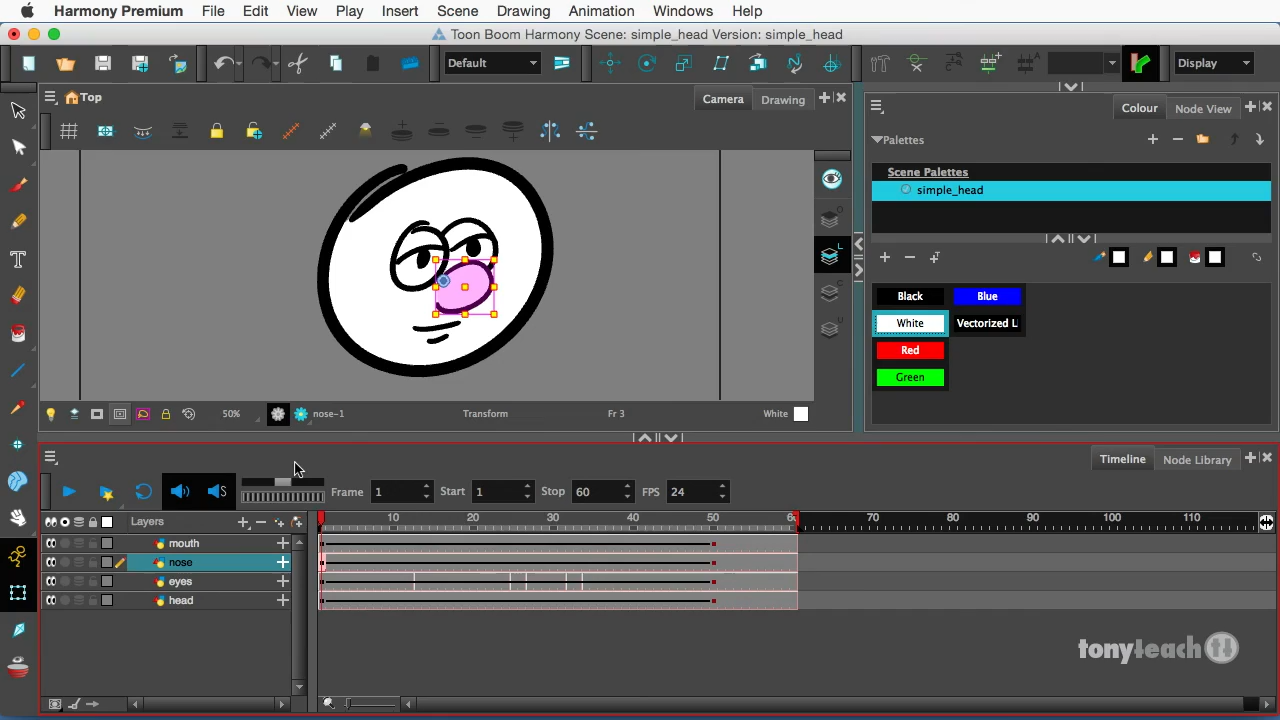 Harmony Premium File Edit View Play Insert Scene Drawing Animation Windows Help
Toon Boom Harmony Scene: simple_head Version: simple_head
Default
Display
Top
Camera
Drawing
Colour
Node View
Palettes
Scene Palettes
simple_head
Black
Blue
White
Vectorized L
Red
Green
50%
nose-1
Transform
Fr 3
White
Timeline
Node Library
Frame 1 Start 1 Stop 60 FPS 24
Layers
10 20 30 40 50 6 70 80 90 100 110
mouth
nose
eyes
head
tonyteach